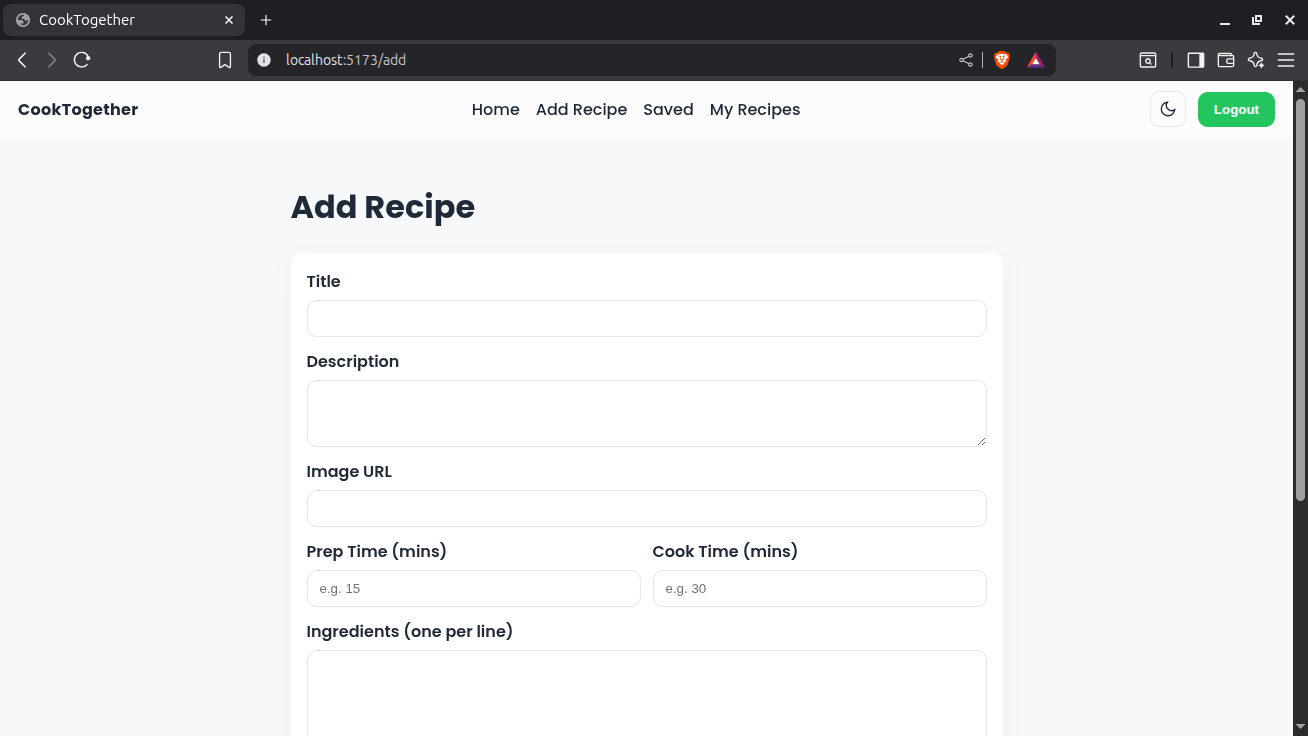 CookTogether
localhost:5173/add
CookTogether Home Add Recipe Saved My Recipes Logout
Add Recipe
Title
Description
Image URL
Prep Time (mins) Cook Time (mins)
e.g. 15 e.g. 30
Ingredients (one per line)